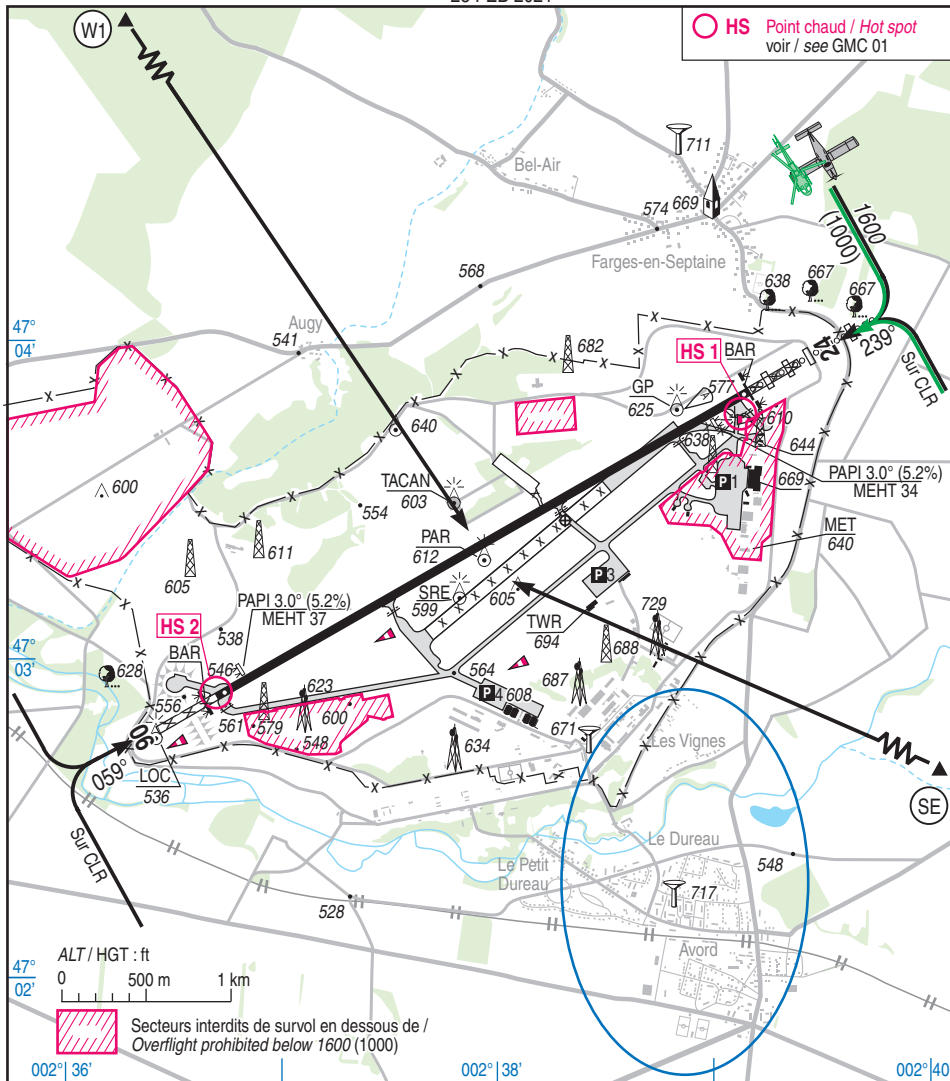 W1
HS Point chaud / Hot spot
voir / see GMC 01
711
Bel-Air
669
574
1600
(1000)
Farges-en-Septaine
568
638
667
667
47°
04'
Augy
541
682
HS 1
BAR
24
239°
Sur CLR
GP
625
577
610
640
638
644
P 1
669
PAPI 3.0° (5.2%)
MEHT 34
600
TACAN
603
554
MET
640
611
605
PAR
612
P 3
SRE
599
605
PAPI 3.0° (5.2%)
MEHT 37
TWR
694
729
HS 2
538
688
47°
03'
BAR
546
628
564
687
623
P 4
608
556
600
561
579
671
Les Vignes
06
548
634
059°
LOC
536
SE
Sur CLR
Le Dureau
Le Petit
Dureau
548
717
528
Avord
ALT / HGT : ft
0 500 m 1 km
47°
02'
Secteurs interdits de survol en dessous de /
Overflight prohibited below 1600 (1000)
002° 36'
002° 38'
002° 40'